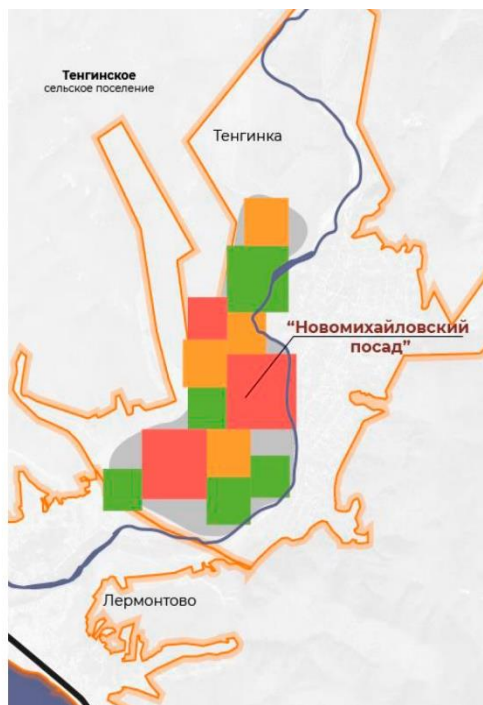 Тенгинское
сельское поселение
Тенгинка
“Новомихайловский
посад”
Лермонтово